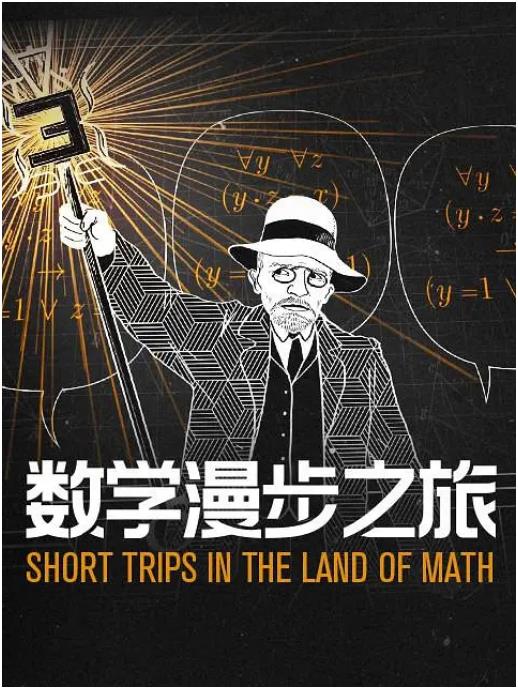 ∃
∀y ∀z
(y·z = x)
(y =
1)
∀y
(y·z =
(y =1 ∨
·z
→
=1 ∨ z =
数学漫步之旅
SHORT TRIPS IN THE LAND OF MATH